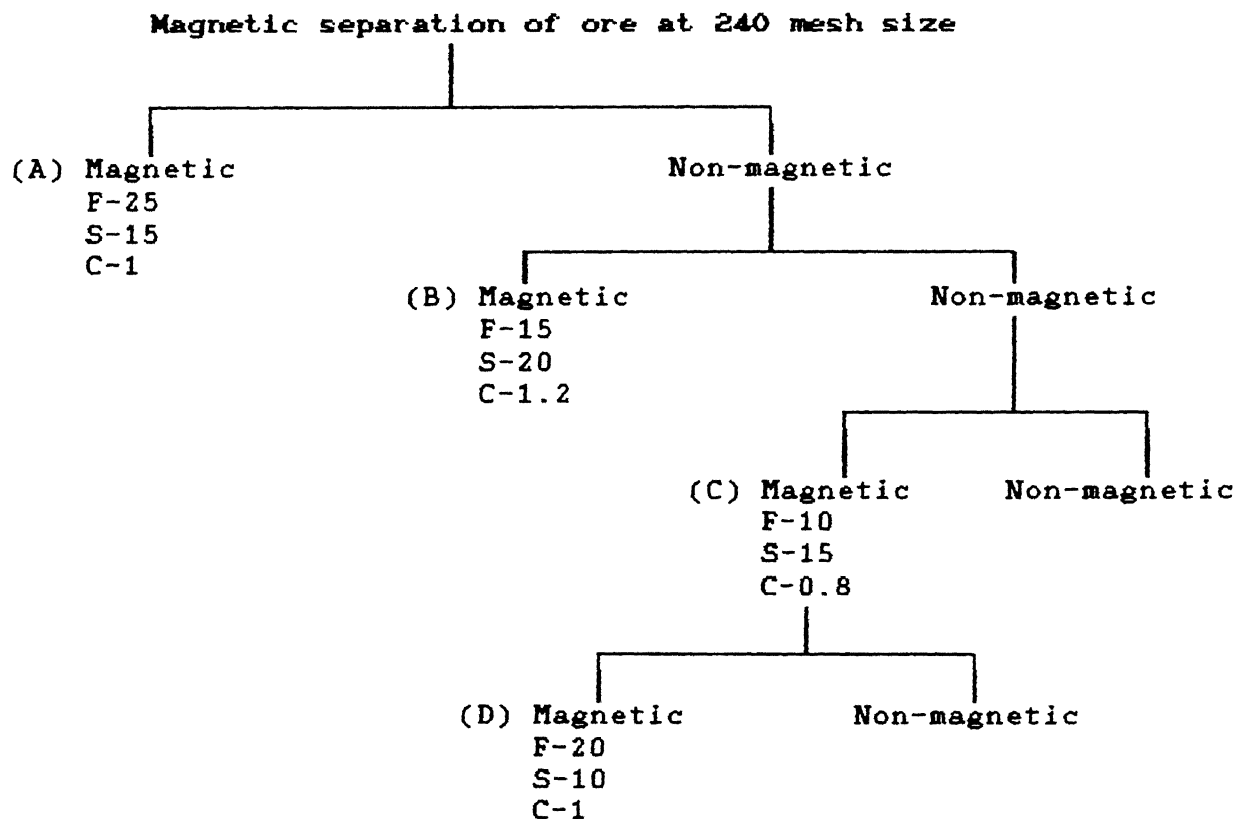 Magnetic separation of ore at 240 mesh size
(A) Magnetic
F-25
S-15
C-1
Non-magnetic
(B) Magnetic
F-15
S-20
C-1.2
Non-magnetic
(C) Magnetic
F-10
S-15
C-0.8
Non-magnetic
(D) Magnetic
F-20
S-10
C-1
Non-magnetic